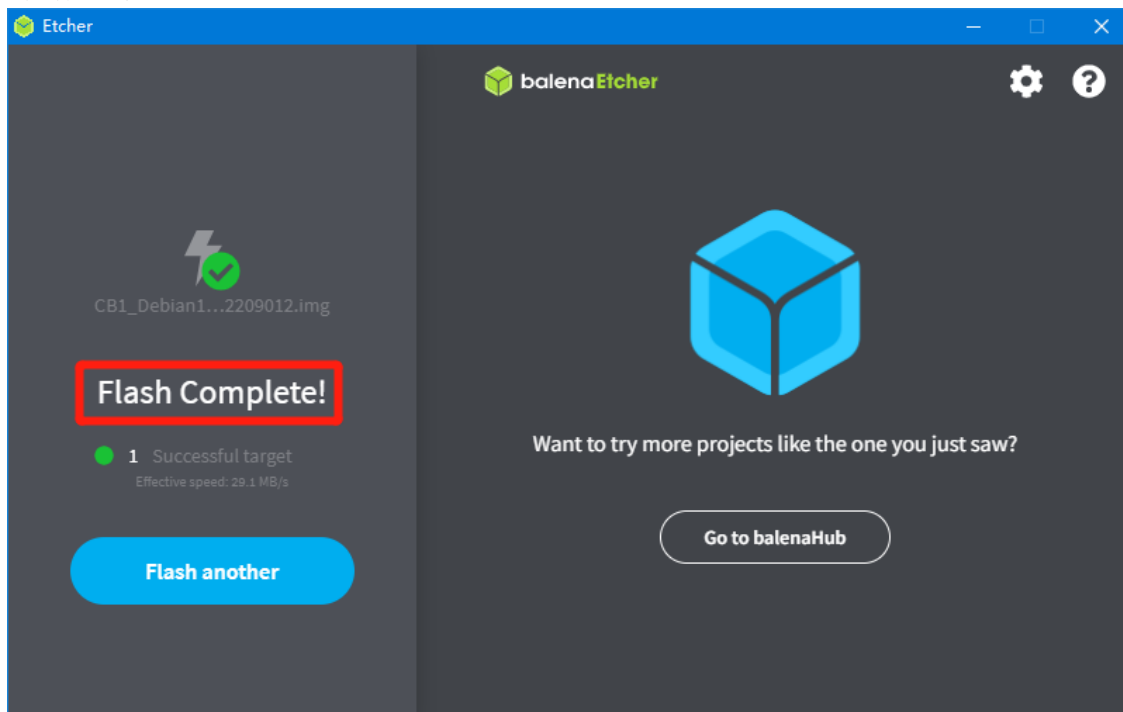 Etcher
balenaEtcher
CB1_Debian1...2209012.img
Flash Complete!
1 Successful target
Effective speed: 29.1 MB/s
Flash another
Want to try more projects like the one you just saw?
Go to balenaHub